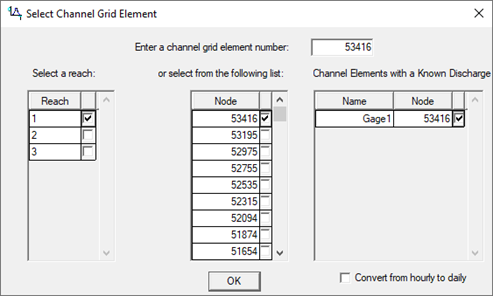 Select Channel Grid Element
Enter a channel grid element number: 53416
Select a reach:
or select from the following list:
Channel Elements with a Known Discharge
Reach
1
2
3
Node
53416
53195
52975
52755
52535
52315
52094
51874
51654
Name Node
Gage1 53416
OK
Convert from hourly to daily